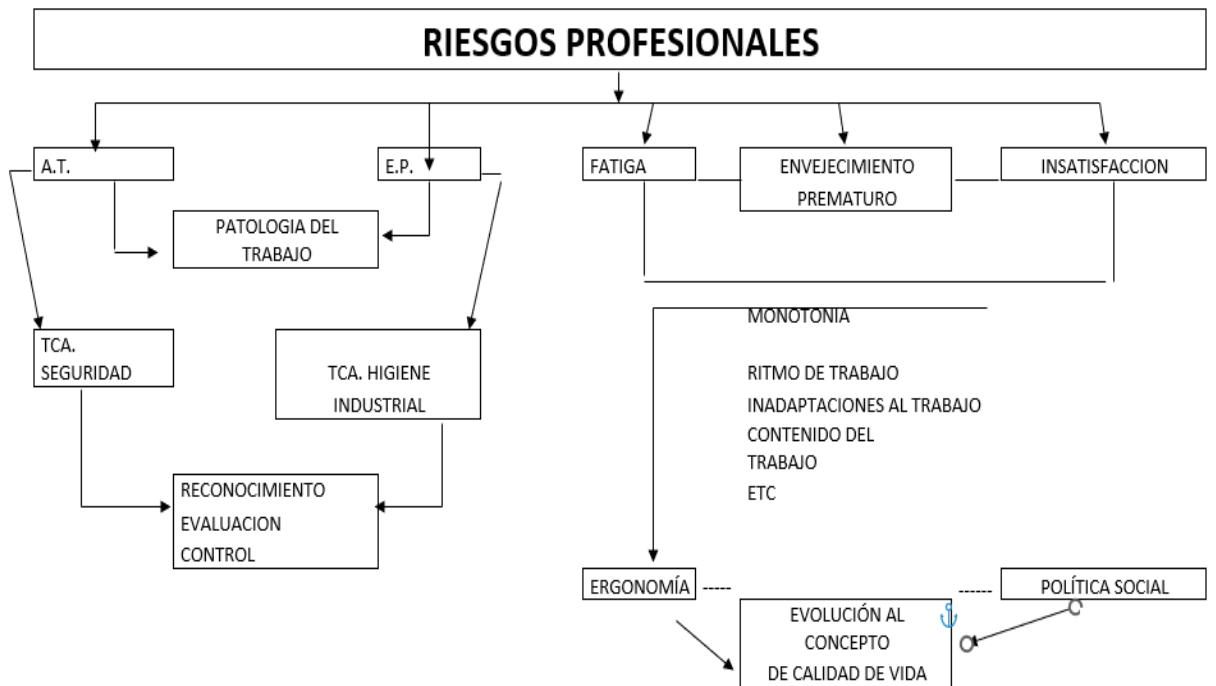 RIESGOS PROFESIONALES
A.T.
E.P.
FATIGA
ENVEJECIMIENTO
PREMATURO
INSATISFACCION
PATOLOGIA DEL
TRABAJO
TCA.
SEGURIDAD
TCA. HIGIENE
INDUSTRIAL
MONOTONIA
RITMO DE TRABAJO
INADAPTACIONES AL TRABAJO
CONTENIDO DEL
TRABAJO
ETC
RECONOCIMIENTO
EVALUACION
CONTROL
ERGONOMÍA -----
------ POLÍTICA SOCIAL
EVOLUCIÓN AL
CONCEPTO
DE CALIDAD DE VIDA